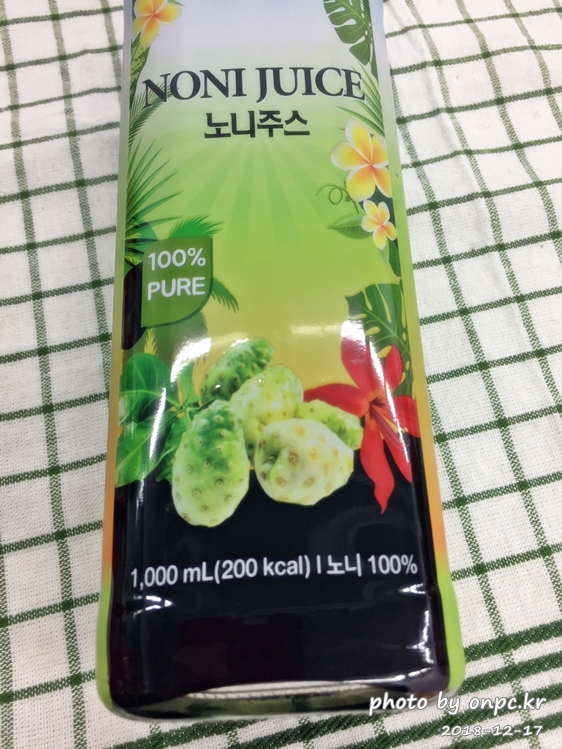 NONI JUICE
노니주스
100%
PURE
1,000 mL(200 kcal) l 노니 100%
photo by onpc.kr
2018-12-17